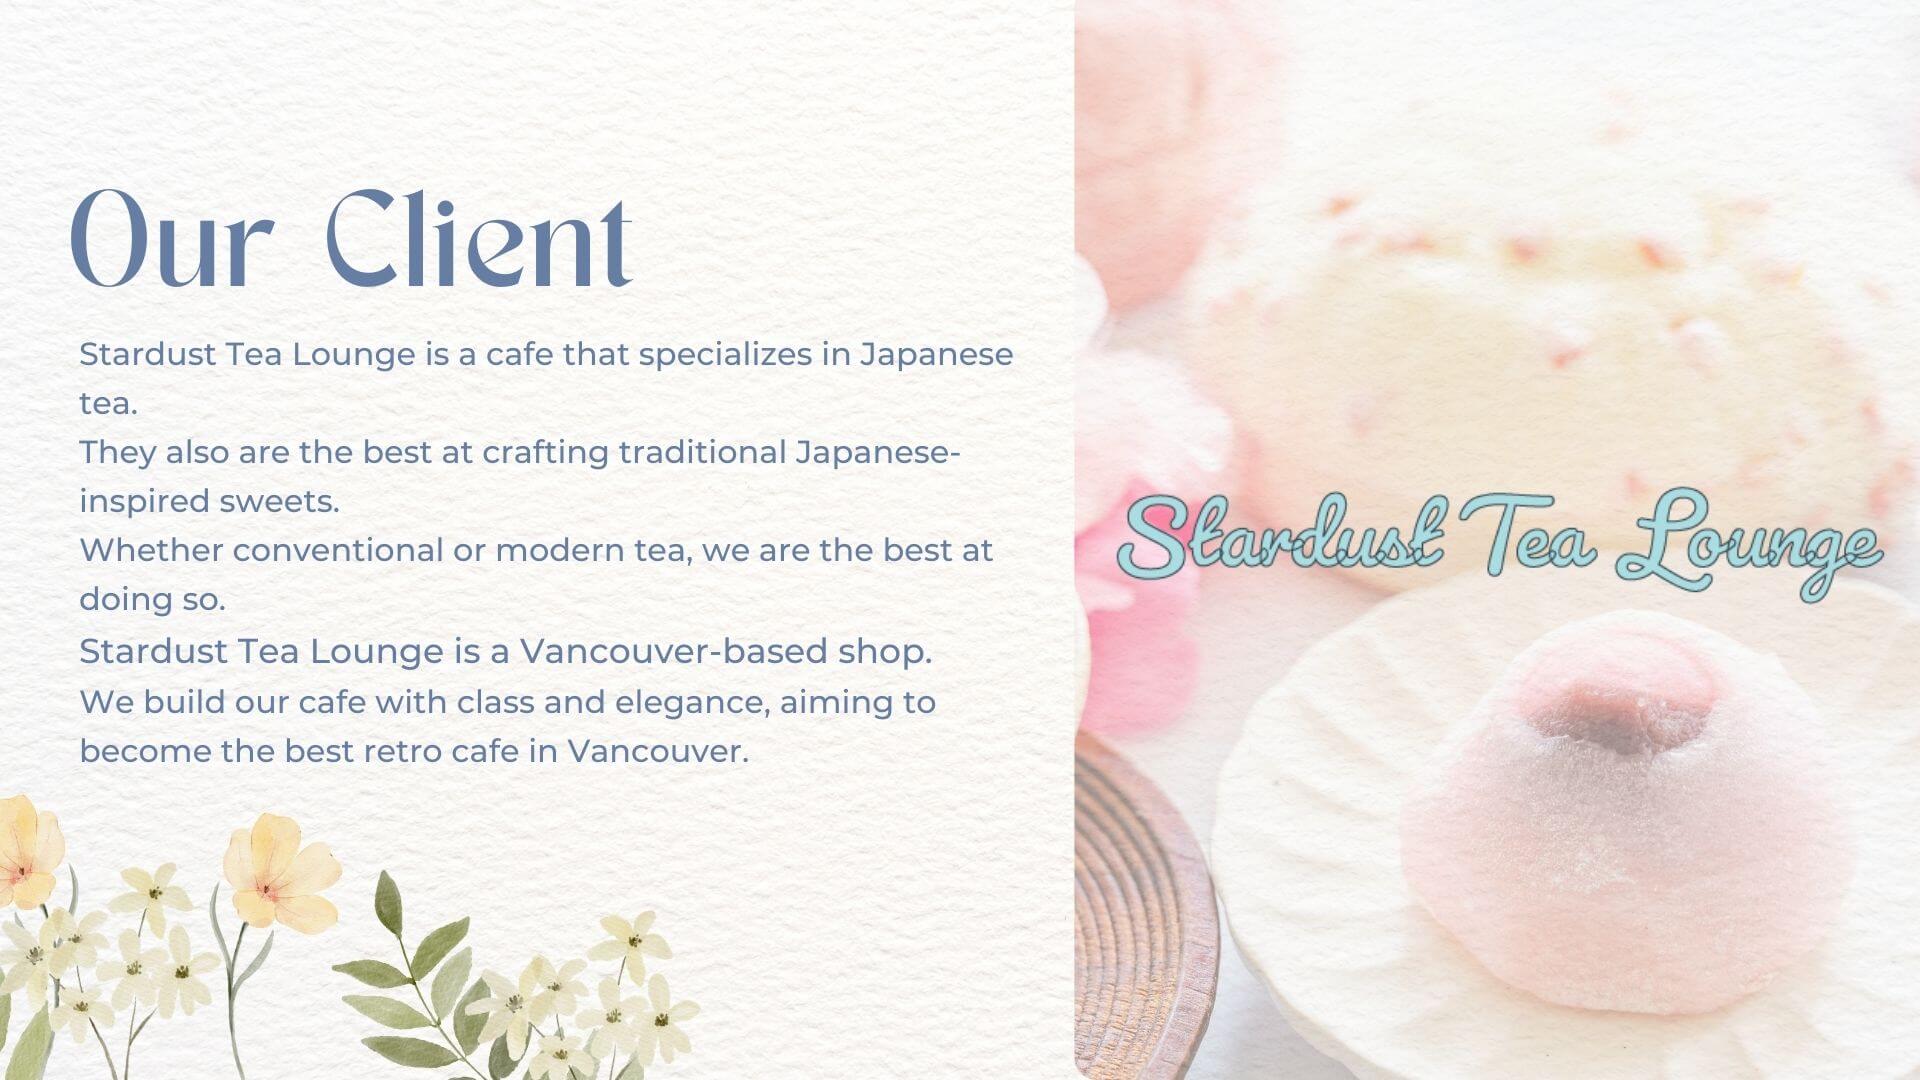 Our Client
Stardust Tea Lounge is a cafe that specializes in Japanese
tea.
They also are the best at crafting traditional Japanese-
inspired sweets.
Whether conventional or modern tea, we are the best at
doing so.
Stardust Tea Lounge is a Vancouver-based shop.
We build our cafe with class and elegance, aiming to
become the best retro cafe in Vancouver.
Stardust Tea Lounge